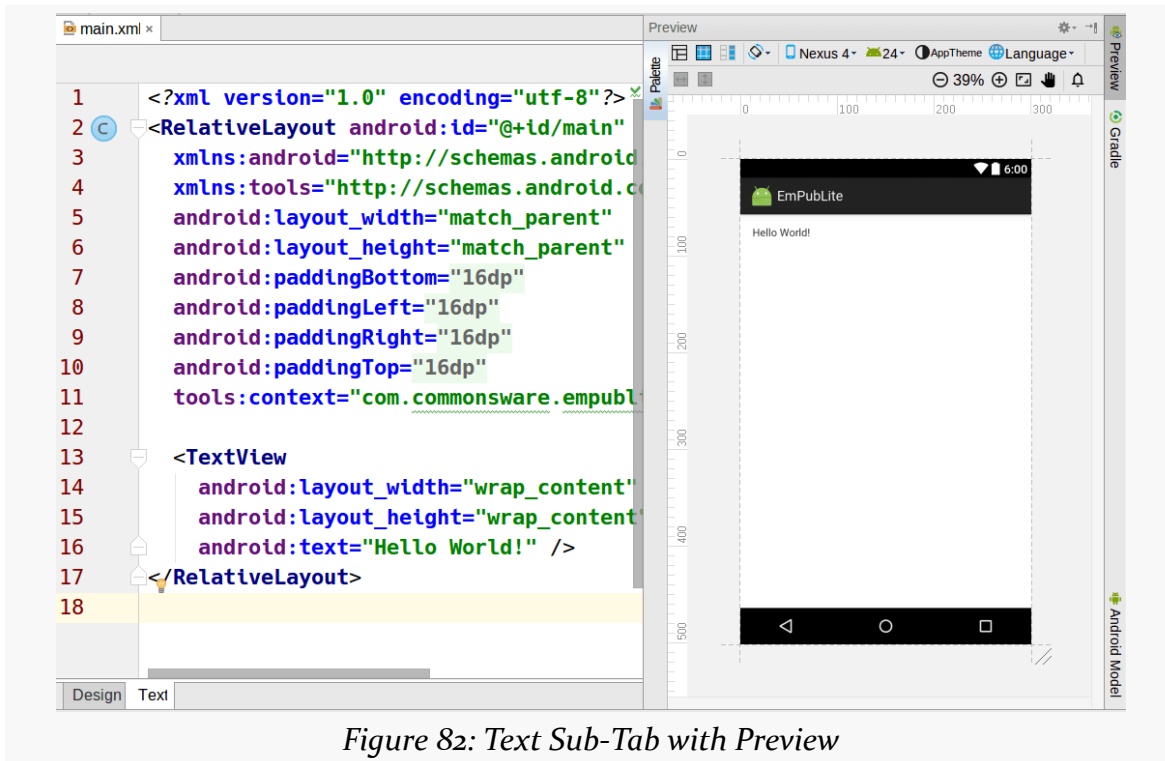 main.xml ×
1 <?xml version="1.0" encoding="utf-8"?>
2 C <RelativeLayout android:id="@+id/main"
3 xmlns:android="http://schemas.android
4 xmlns:tools="http://schemas.android.co
5 android:layout_width="match_parent"
6 android:layout_height="match_parent"
7 android:paddingBottom="16dp"
8 android:paddingLeft="16dp"
9 android:paddingRight="16dp"
10 android:paddingTop="16dp"
11 tools:context="com.commonsware.empubl
12
13 <TextView
14 android:layout_width="wrap_content"
15 android:layout_height="wrap_content"
16 android:text="Hello World!" />
17 </RelativeLayout>
18
Design Text
Preview
Palette
Nexus 4 24 AppTheme Language
39%
0 100 200 300
0
100
200
300
400
500
6:00
EmPubLite
Hello World!
Preview
Gradle
Android Model
Figure 82: Text Sub-Tab with Preview